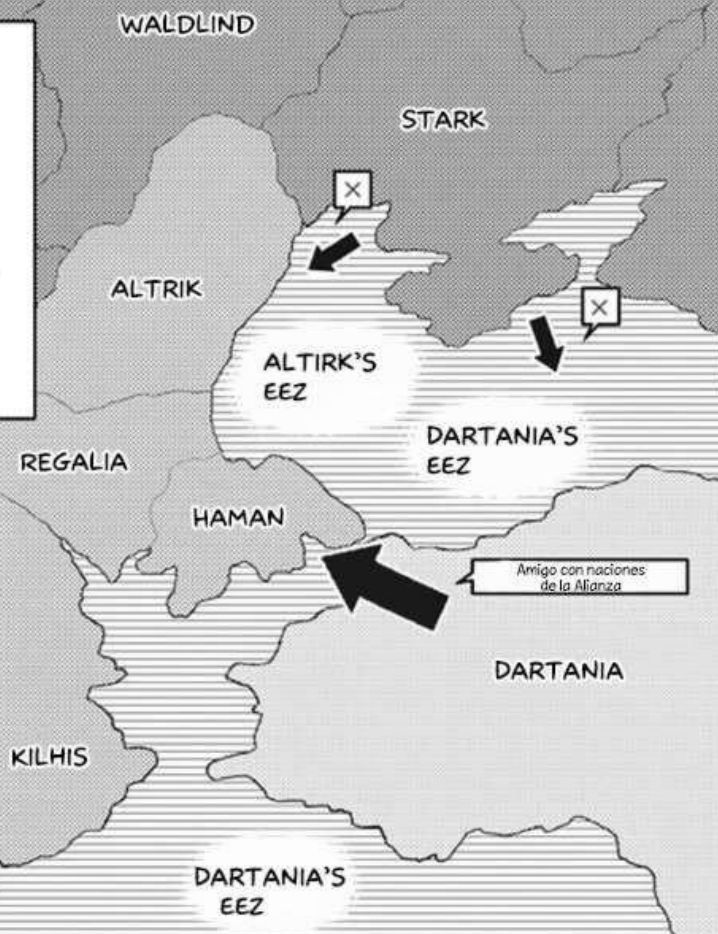 WALDLIND
STARK
×
ALTRIK
×
ALTIRK'S
EEZ
DARTANIA'S
EEZ
REGALIA
HAMAN
Amigo con naciones
de la Alianza
DARTANIA
KILHIS
DARTANIA'S
EEZ